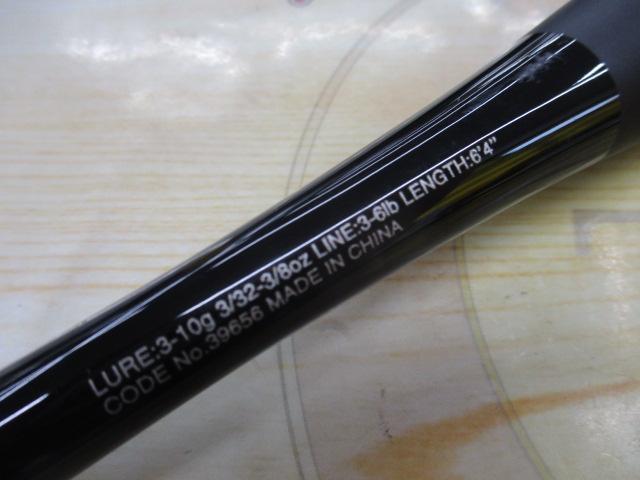 LURE:3-10g 3/32-3/8oz LINE:3-6lb LENGTH:6'4"
CODE No.39656 MADE IN CHINA